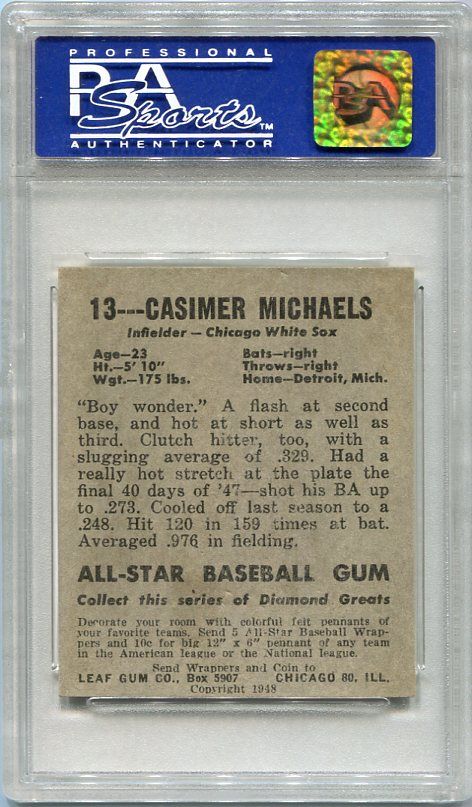 PROFESSIONAL
PSA
Sports™
AUTHENTICATOR
PSA
13---CASIMER MICHAELS
Infielder — Chicago White Sox
Age—23 Bats—right
Ht.—5' 10" Throws—right
Wgt.—175 lbs. Home—Detroit, Mich.
"Boy wonder." A flash at second
base, and hot at short as well as
third. Clutch hitter, too, with a
slugging average of .329. Had a
really hot stretch at the plate the
final 40 days of '47—shot his BA up
to .273. Cooled off last season to a
.248. Hit 120 in 159 times at bat.
Averaged .976 in fielding.
ALL-STAR BASEBALL GUM
Collect this series of Diamond Greats
Decorate your room with colorful felt pennants of
your favorite teams. Send 5 All-Star Baseball Wrap-
pers and 10c for big 12" x 6" pennant of any team
in the American league or the National league.
Send Wrappers and Coin to
LEAF GUM CO., Box 5907 CHICAGO 80, ILL.
Copyright 1948